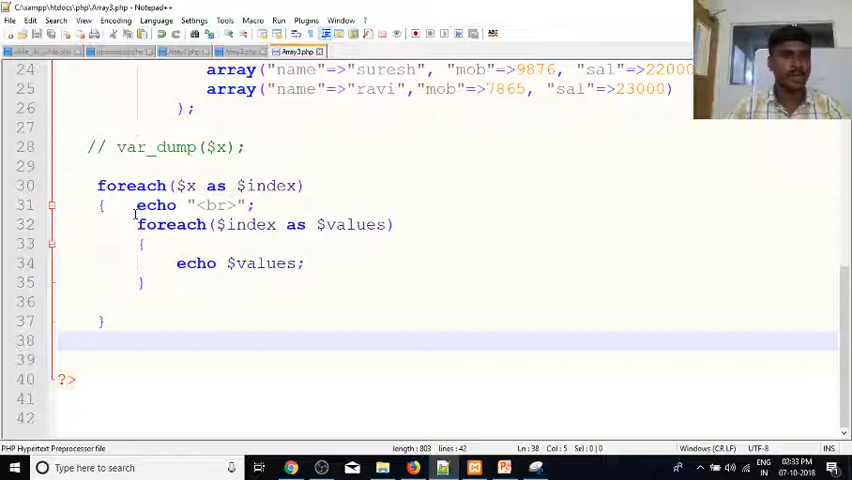 C:\xampp\htdocs\php\Array3.php - Notepad++
File Edit Search View Encoding Language Settings Tools Macro Run Plugins Window ?
Array3.php
24 array("name"=>"suresh", "mob"=>9876, "sal"=>22000
25 array("name"=>"ravi","mob"=>7865, "sal"=>23000)
26 );
27
28 // var_dump($x);
29
30 foreach($x as $index)
31 { echo "<br>";
32 foreach($index as $values)
33 {
34 echo $values;
35 }
36
37 }
38
39
40 ?>
41
42
PHP Hypertext Preprocessor file length : 803 lines : 42 Ln : 38 Col : 5 Sel : 0 | 0 Windows (CR LF) UTF-8 INS
Type here to search
ENG 02:33 PM
IN 07-10-2018